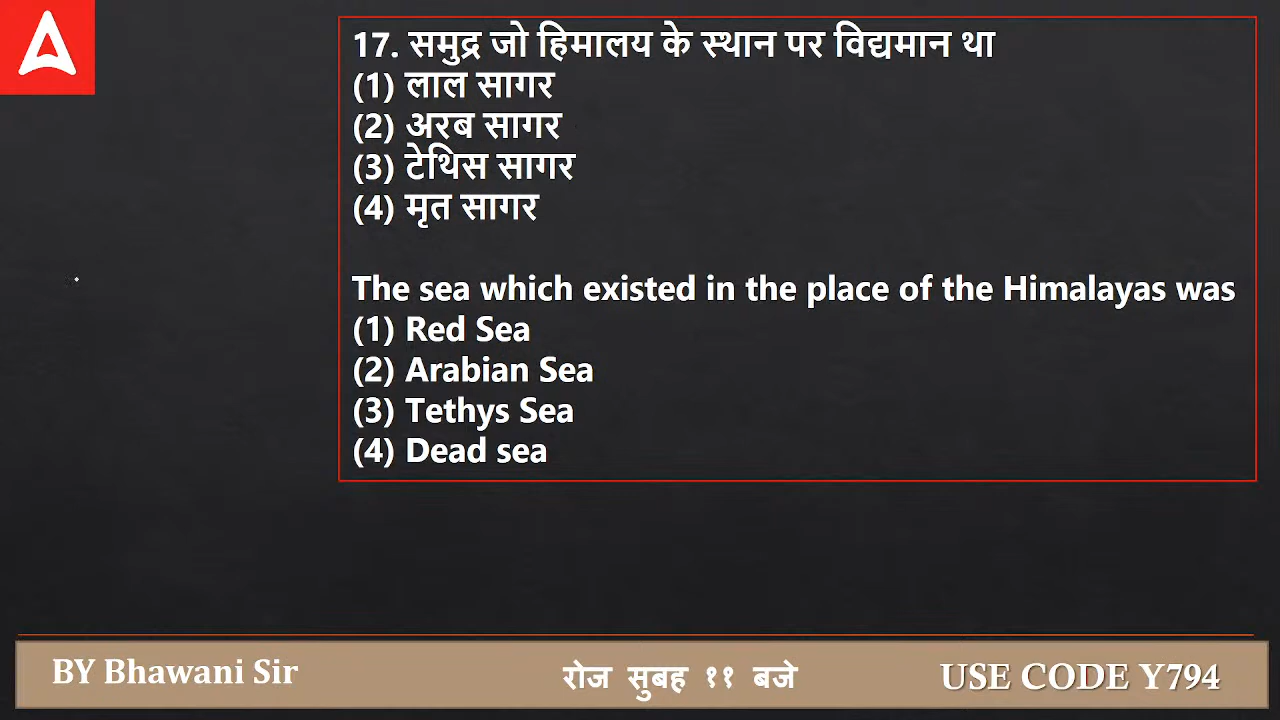 17. समुद्र जो हिमालय के स्थान पर विद्यमान था
(1) लाल सागर
(2) अरब सागर
(3) टेथिस सागर
(4) मृत सागर
The sea which existed in the place of the Himalayas was
(1) Red Sea
(2) Arabian Sea
(3) Tethys Sea
(4) Dead sea
BY Bhawani Sir
रोज सुबह ११ बजे
USE CODE Y794